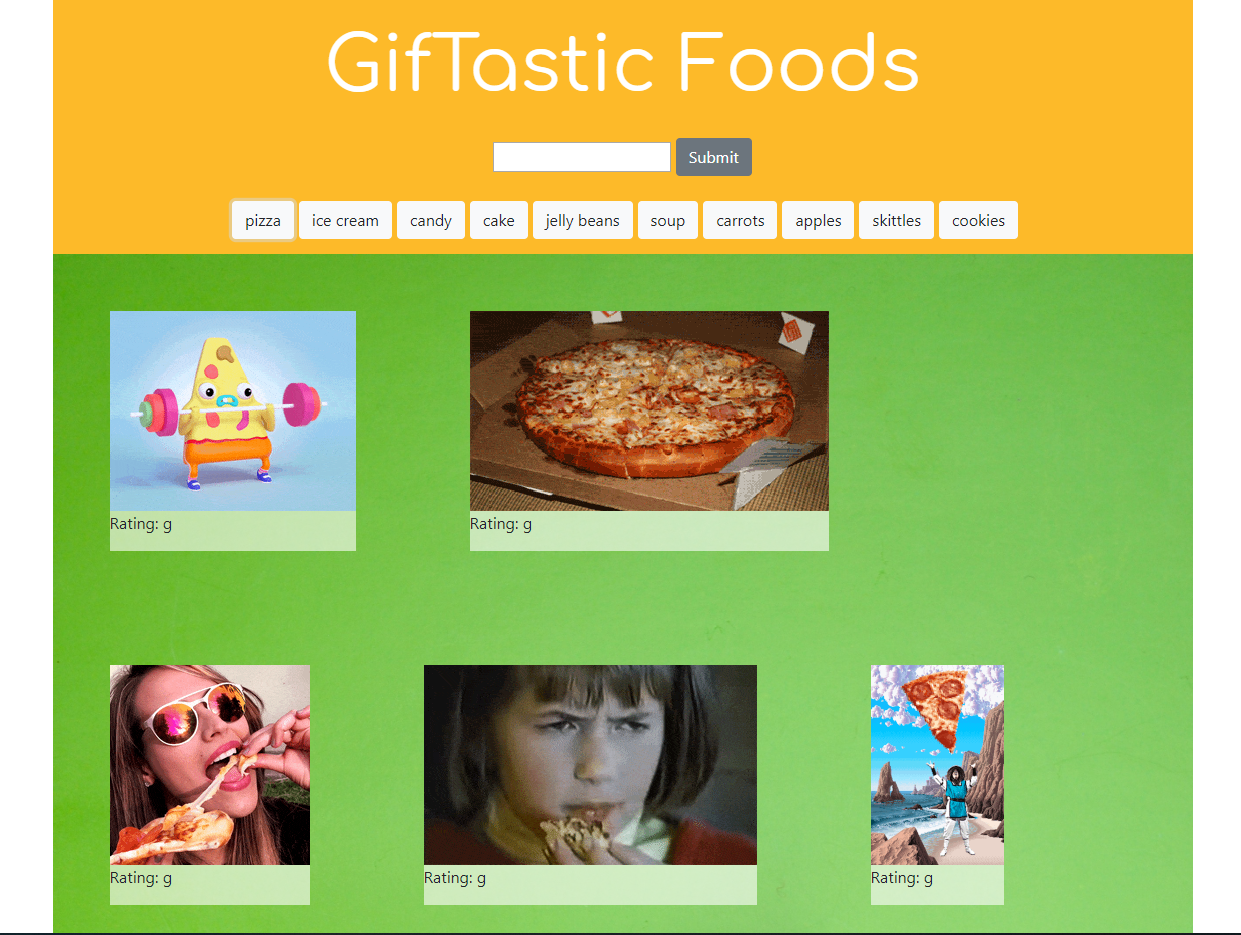 GifTastic Foods
Submit
pizza ice cream candy cake jelly beans soup carrots apples skittles cookies
Rating: g Rating: g
Rating: g Rating: g Rating: g